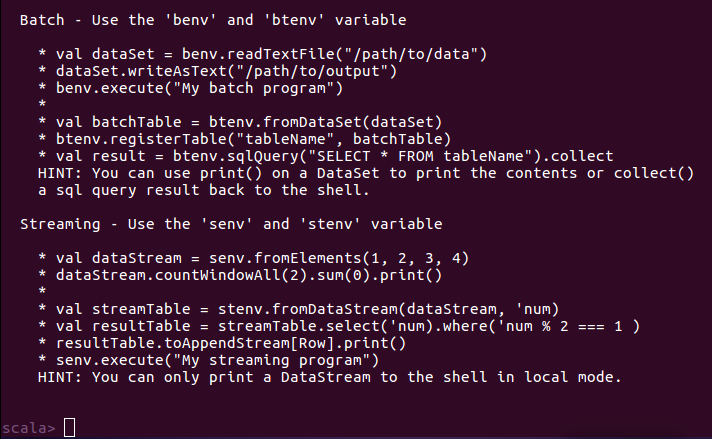 Batch - Use the 'benv' and 'btenv' variable
* val dataSet = benv.readTextFile("/path/to/data")
* dataSet.writeAsText("/path/to/output")
* benv.execute("My batch program")
*
* val batchTable = btenv.fromDataSet(dataSet)
* btenv.registerTable("tableName", batchTable)
* val result = btenv.sqlQuery("SELECT * FROM tableName").collect
HINT: You can use print() on a DataSet to print the contents or collect()
a sql query result back to the shell.
Streaming - Use the 'senv' and 'stenv' variable
* val dataStream = senv.fromElements(1, 2, 3, 4)
* dataStream.countWindowAll(2).sum(0).print()
*
* val streamTable = stenv.fromDataStream(dataStream, 'num)
* val resultTable = streamTable.select('num).where('num % 2 === 1 )
* resultTable.toAppendStream[Row].print()
* senv.execute("My streaming program")
HINT: You can only print a DataStream to the shell in local mode.
scala>